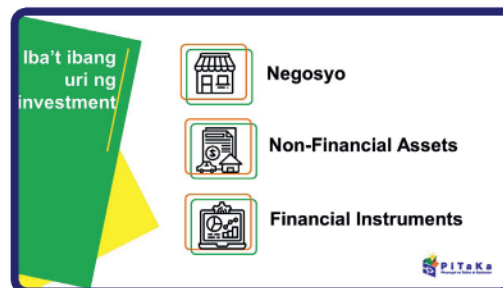 Iba't ibang
uri ng
investment
Negosyo
Non-Financial Assets
Financial Instruments
PiTaKa